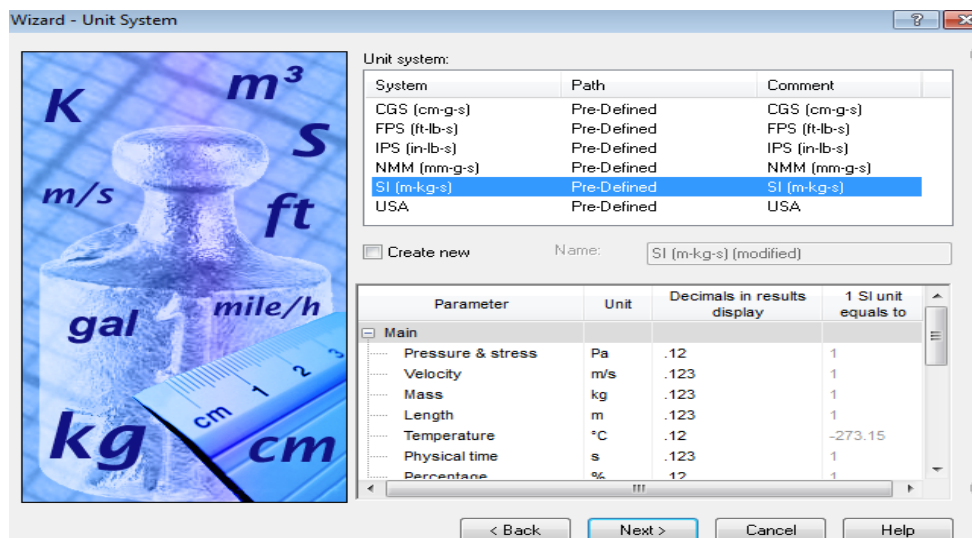 Wizard - Unit System
K
m³
S
m/s
ft
gal
mile/h
cm 1 2 3
kg
cm
Unit system:
System Path Comment
CGS (cm-g-s) Pre-Defined CGS (cm-g-s)
FPS (ft-lb-s) Pre-Defined FPS (ft-lb-s)
IPS (in-lb-s) Pre-Defined IPS (in-lb-s)
NMM (mm-g-s) Pre-Defined NMM (mm-g-s)
SI (m-kg-s) Pre-Defined SI (m-kg-s)
USA Pre-Defined USA
Create new Name: SI (m-kg-s) (modified)
Parameter Unit Decimals in results display 1 SI unit equals to
Main
Pressure & stress Pa .12 1
Velocity m/s .123 1
Mass kg .123 1
Length m .123 1
Temperature °C .12 -273.15
Physical time s .123 1
Percentage % .12 1
< Back Next > Cancel Help